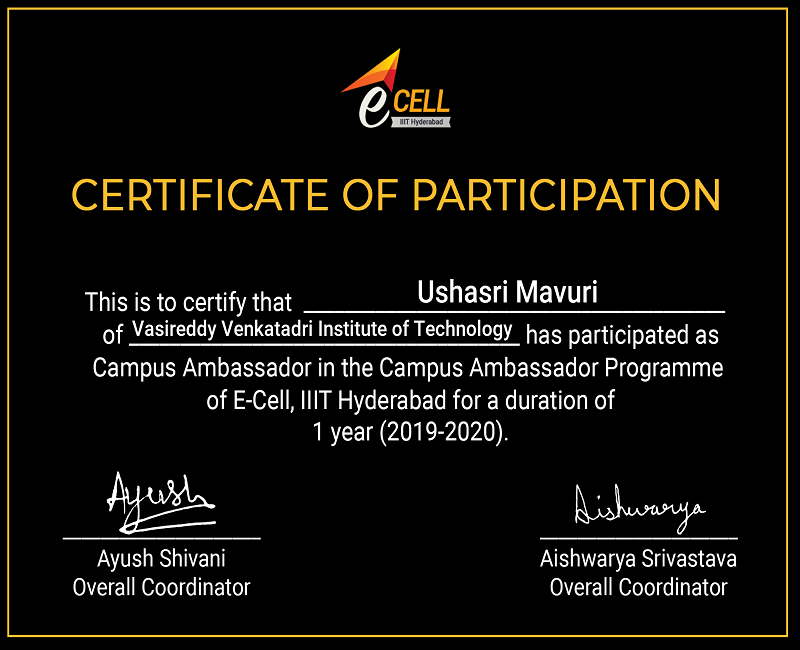 e CELL
IIIT Hyderabad
CERTIFICATE OF PARTICIPATION
This is to certify that Ushasri Mavuri
of Vasireddy Venkatadri Institute of Technology has participated as
Campus Ambassador in the Campus Ambassador Programme
of E-Cell, IIIT Hyderabad for a duration of
1 year (2019-2020).
Ayush Aishwarya
Ayush Shivani Aishwarya Srivastava
Overall Coordinator Overall Coordinator